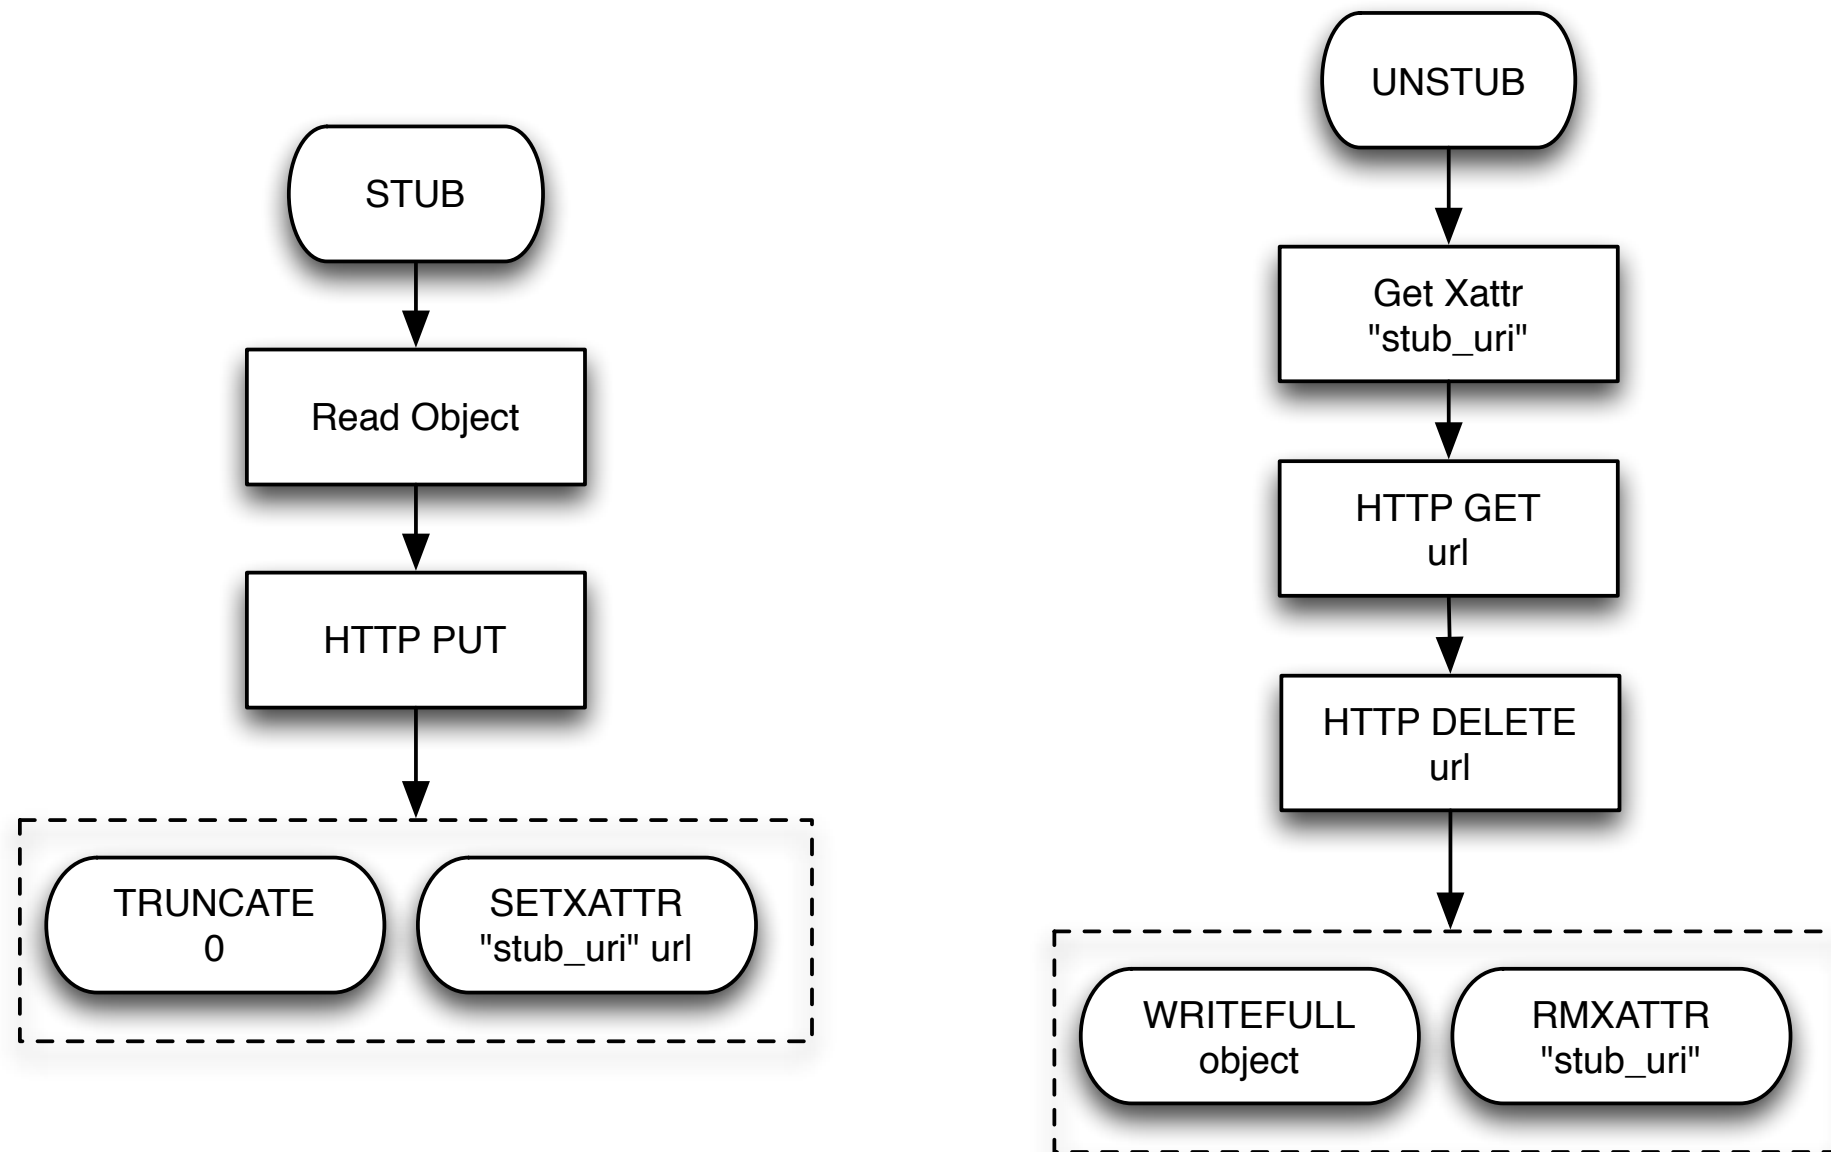 STUB
Read Object
HTTP PUT
TRUNCATE
0
SETXATTR
"stub_uri" url
UNSTUB
Get Xattr
"stub_uri"
HTTP GET
url
HTTP DELETE
url
WRITEFULL
object
RMXATTR
"stub_uri"